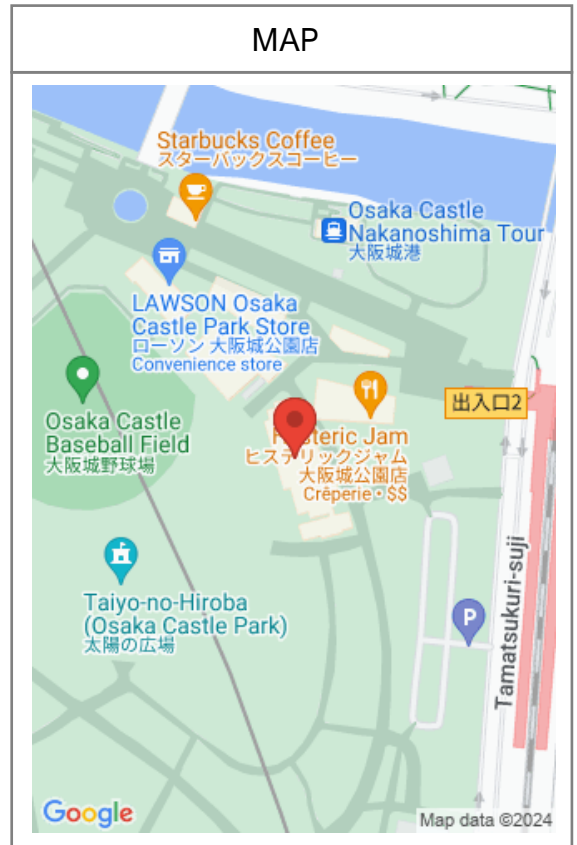 MAP
Starbucks Coffee
スターバックスコーヒー
Osaka Castle
Nakanoshima Tour
大阪城港
LAWSON Osaka
Castle Park Store
ローソン 大阪城公園店
Convenience store
出入口2
Osaka Castle
Baseball Field
大阪城野球場
teric Jam
ヒステリックジャム
大阪城公園店
Crêperie • $$
Taiyo-no-Hiroba
(Osaka Castle Park)
太陽の広場
P
Tamatsukuri-suji
Google
Map data ©2024